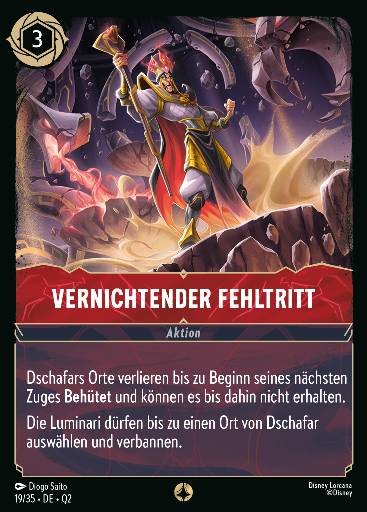 3
VERNICHTENDER FEHLTRITT
Aktion
Dschafars Orte verlieren bis zu Beginn seines nächsten
Zuges Behütet und können es bis dahin nicht erhalten.
Die Luminari dürfen bis zu einen Ort von Dschafar
auswählen und verbannen.
Diogo Saito
Disney Lorcana
19/35 • DE • Q2
©Disney